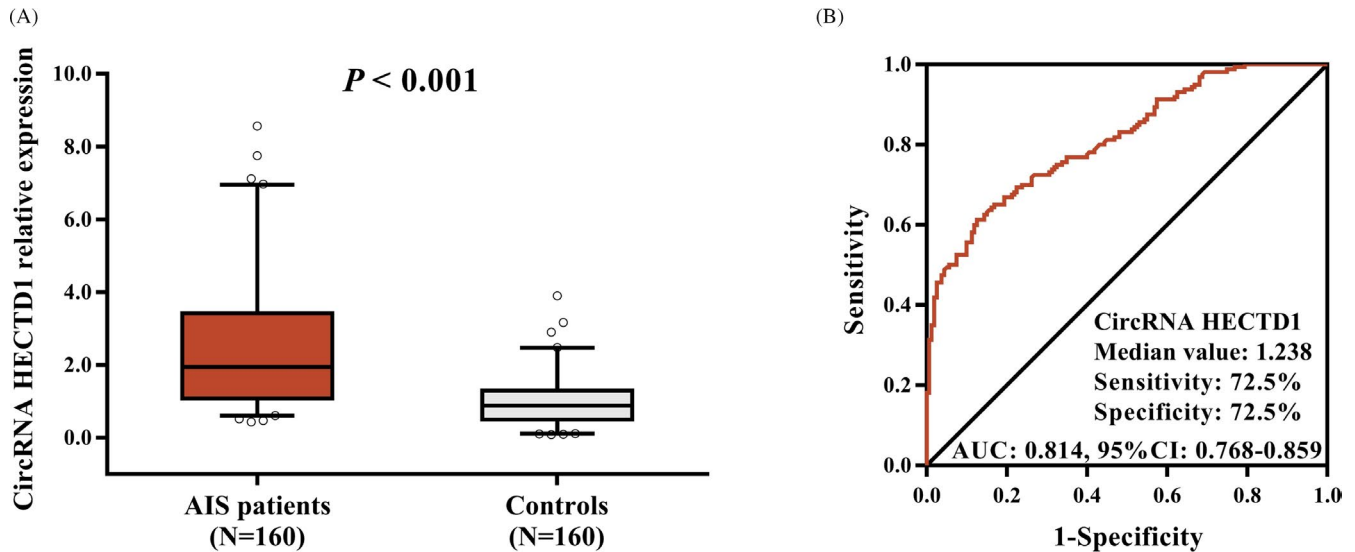 (A)
CircRNA HECTD1 relative expression
10.0
8.0
6.0
4.0
2.0
0.0
P < 0.001
AIS patients
(N=160)
Controls
(N=160)
(B)
Sensitivity
1.0
0.8
0.6
0.4
0.2
0.0
CircRNA HECTD1
Median value: 1.238
Sensitivity: 72.5%
Specificity: 72.5%
AUC: 0.814, 95%CI: 0.768-0.859
0.0 0.2 0.4 0.6 0.8 1.0
1-Specificity